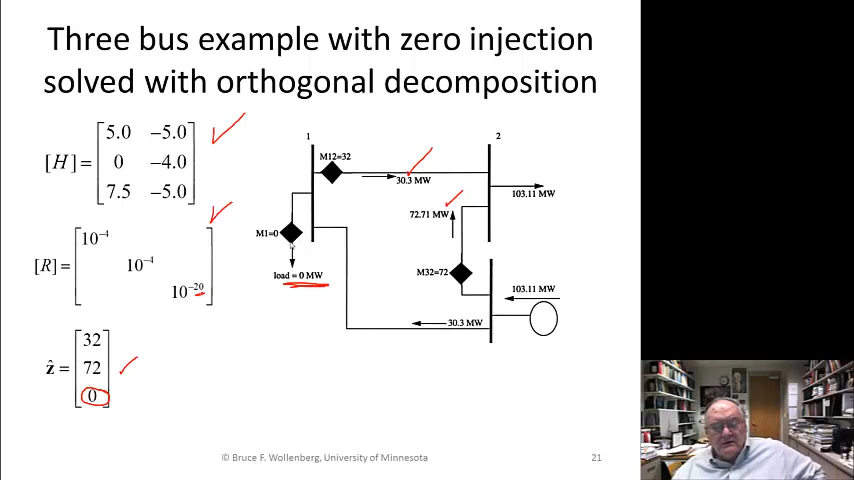 Three bus example with zero injection
solved with orthogonal decomposition
[H] = [5.0 −5.0
0 −4.0
7.5 −5.0]
[R] = [10⁻⁴
10⁻⁴
10⁻²⁰]
ẑ = [32
72
0]
1
2
M12=32
30.3 MW
103.11 MW
72.71 MW
M1=0
load = 0 MW
M32=72
103.11 MW
30.3 MW
© Bruce F. Wollenberg, University of Minnesota
21